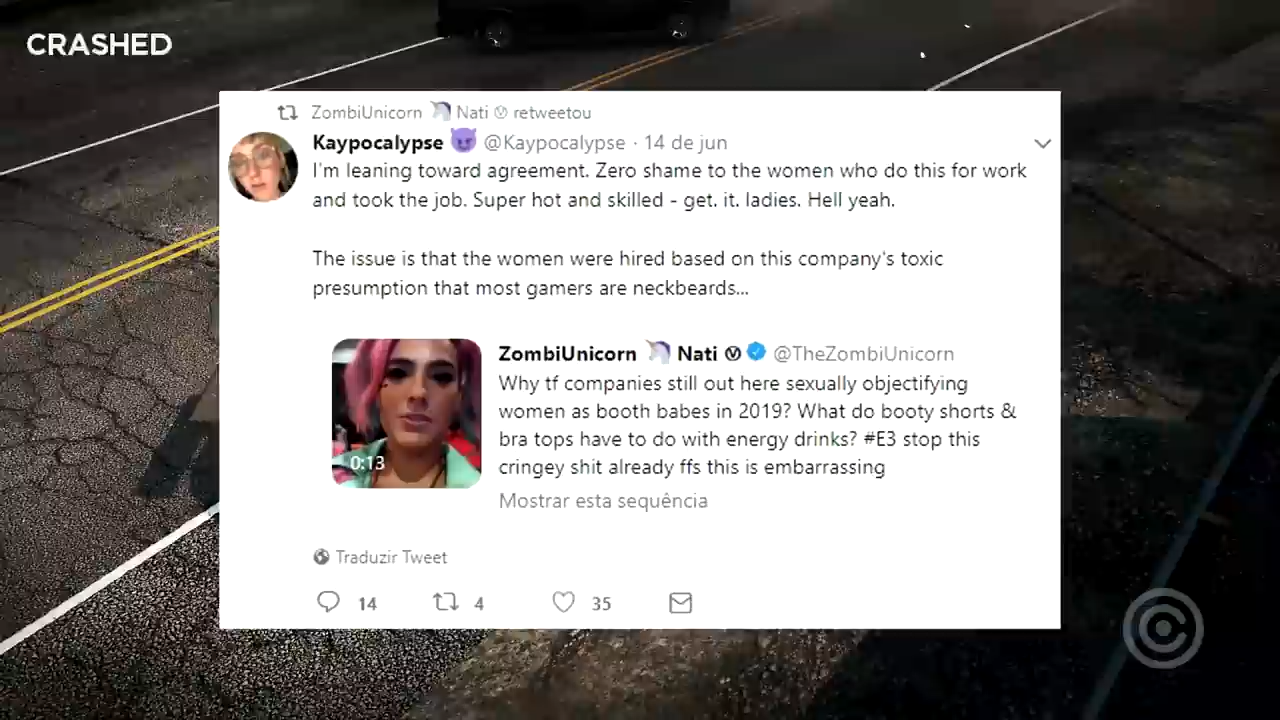 CRASHED
ZombiUnicorn 🦄 Nati Ⓥ retweetou
Kaypocalypse 😈 @Kaypocalypse · 14 de jun
I'm leaning toward agreement. Zero shame to the women who do this for work
and took the job. Super hot and skilled - get. it. ladies. Hell yeah.
The issue is that the women were hired based on this company's toxic
presumption that most gamers are neckbeards...
ZombiUnicorn 🦄 Nati Ⓥ @TheZombiUnicorn
Why tf companies still out here sexually objectifying
women as booth babes in 2019? What do booty shorts &
bra tops have to do with energy drinks? #E3 stop this
cringey shit already ffs this is embarrassing
0:13
Mostrar esta sequência
Traduzir Tweet
14 4 35